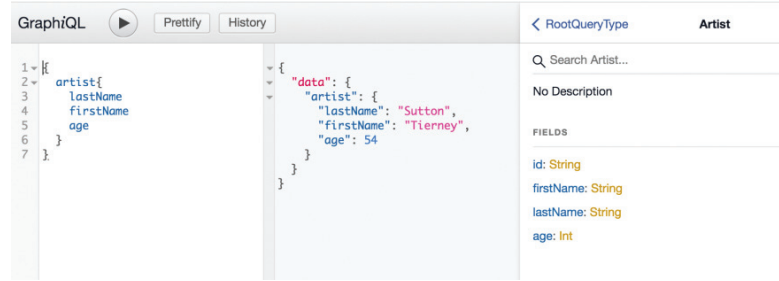 GraphiQL Prettify History
1 {
2 artist{
3 lastName
4 firstName
5 age
6 }
7 }
{
"data": {
"artist": {
"lastName": "Sutton",
"firstName": "Tierney",
"age": 54
}
}
}
RootQueryType Artist
Search Artist...
No Description
FIELDS
id: String
firstName: String
lastName: String
age: Int